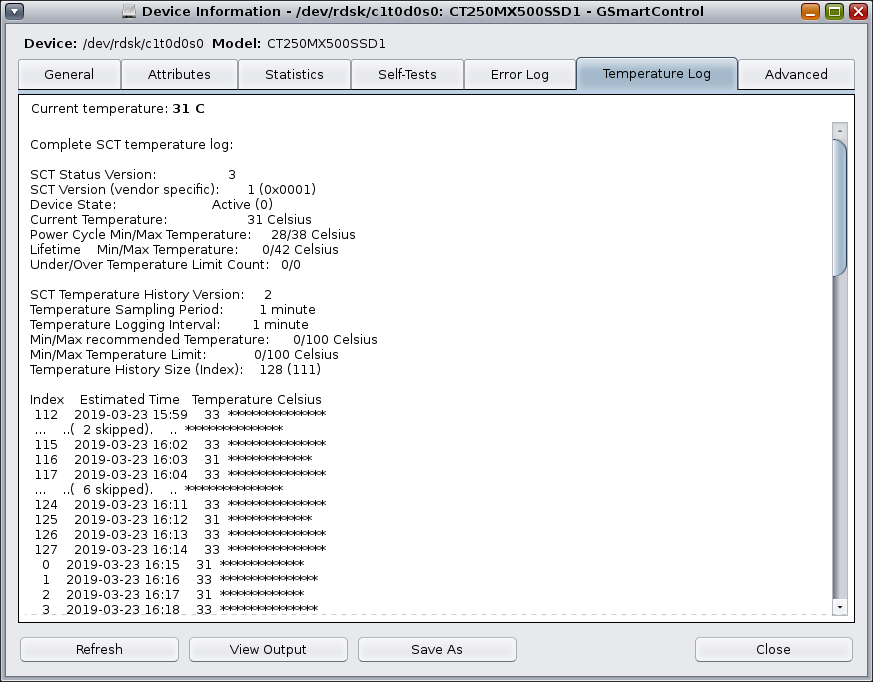 Device Information - /dev/rdsk/c1t0d0s0: CT250MX500SSD1 - GSmartControl
Device: /dev/rdsk/c1t0d0s0 Model: CT250MX500SSD1
General Attributes Statistics Self-Tests Error Log Temperature Log Advanced
Current temperature: 31 C
Complete SCT temperature log:
SCT Status Version: 3
SCT Version (vendor specific): 1 (0x0001)
Device State: Active (0)
Current Temperature: 31 Celsius
Power Cycle Min/Max Temperature: 28/38 Celsius
Lifetime Min/Max Temperature: 0/42 Celsius
Under/Over Temperature Limit Count: 0/0
SCT Temperature History Version: 2
Temperature Sampling Period: 1 minute
Temperature Logging Interval: 1 minute
Min/Max recommended Temperature: 0/100 Celsius
Min/Max Temperature Limit: 0/100 Celsius
Temperature History Size (Index): 128 (111)
Index Estimated Time Temperature Celsius
112 2019-03-23 15:59 33 **************
... ..( 2 skipped). .. **************
115 2019-03-23 16:02 33 **************
116 2019-03-23 16:03 31 ************
117 2019-03-23 16:04 33 **************
... ..( 6 skipped). .. **************
124 2019-03-23 16:11 33 **************
125 2019-03-23 16:12 31 ************
126 2019-03-23 16:13 33 **************
127 2019-03-23 16:14 33 **************
0 2019-03-23 16:15 31 ************
1 2019-03-23 16:16 33 **************
2 2019-03-23 16:17 31 ************
3 2019-03-23 16:18 33 **************
Refresh View Output Save As Close